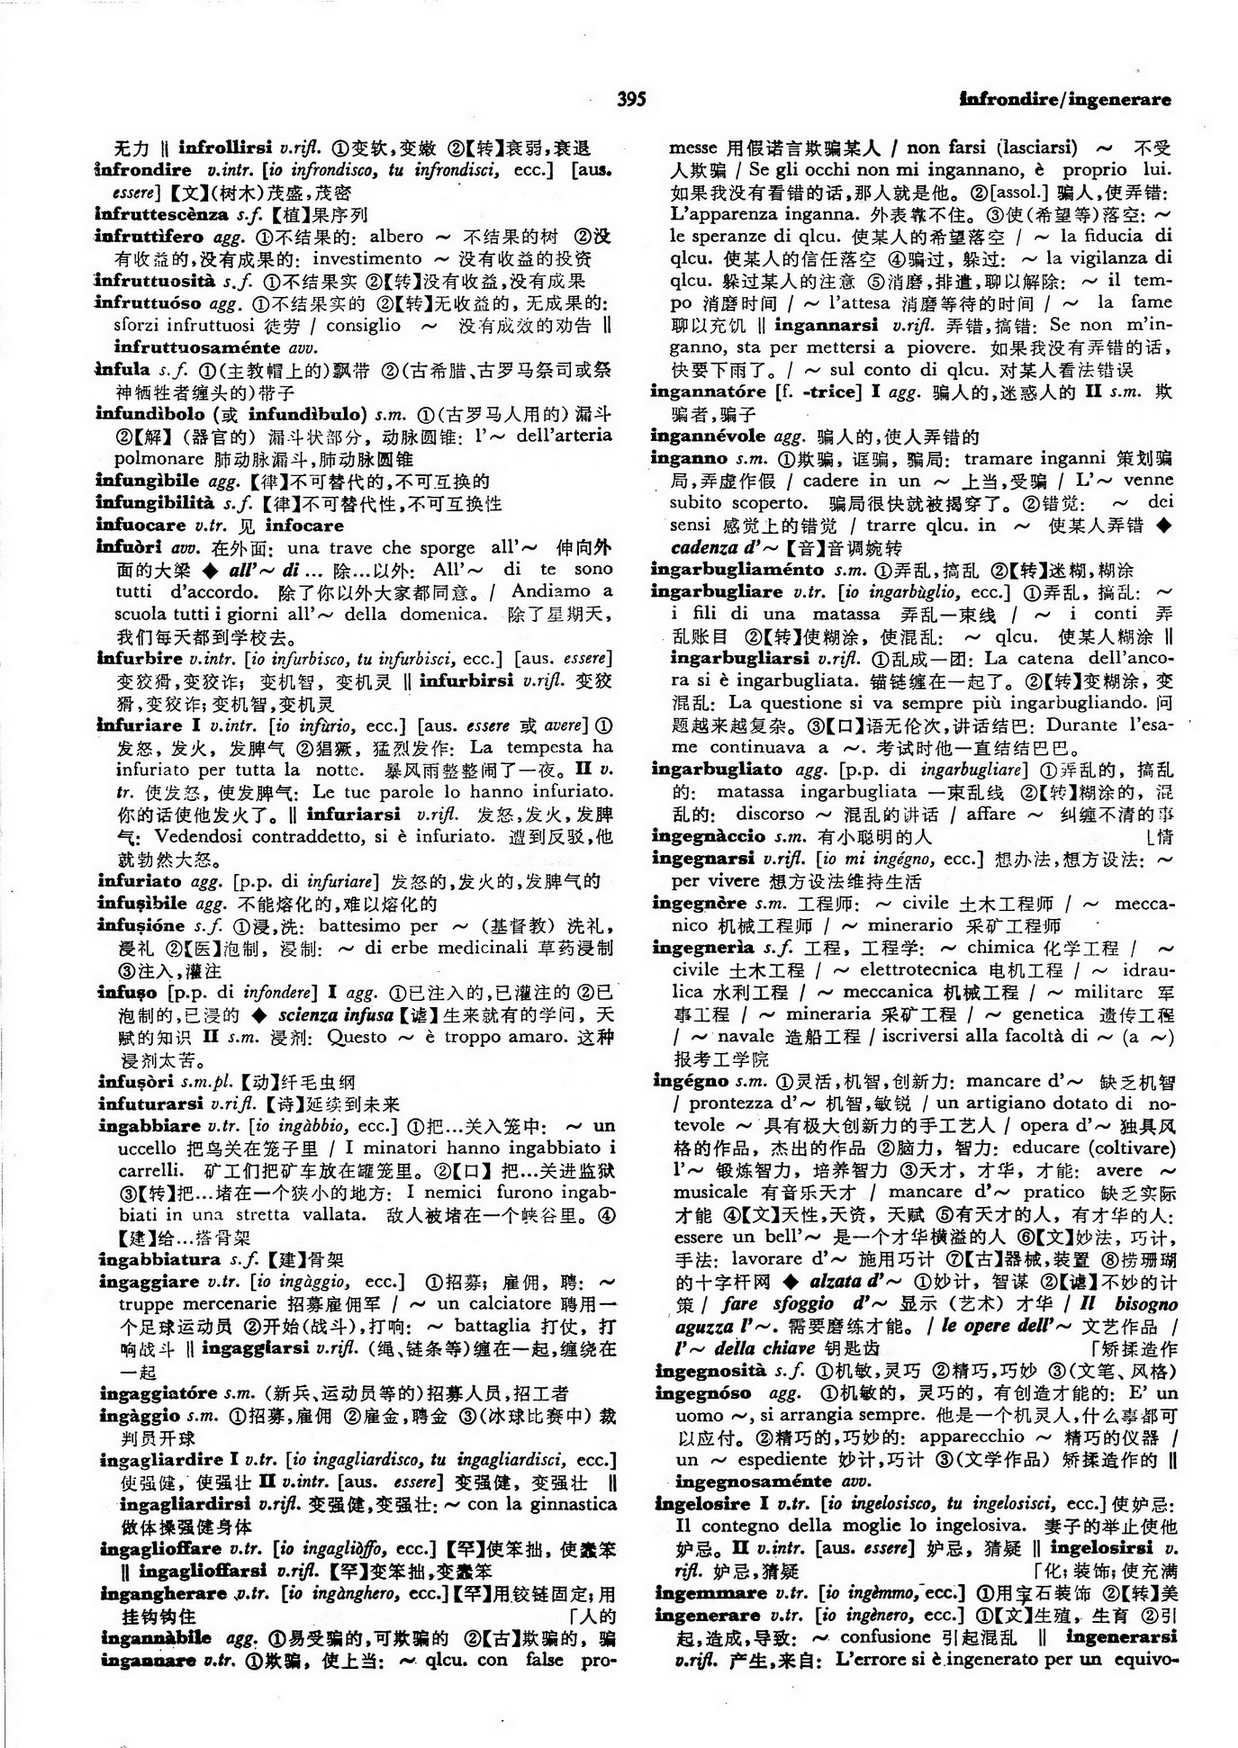 395
infrondire/ingenerare
无力 ‖ infrollirsi v.rifl. ①变软,变嫩 ②【转】衰弱,衰退
infrondire v.intr. [io infrondisco, tu infrondisci, ecc.] [aus.
essere]【文】(树木)茂盛,茂密
infruttescènza s.f.【植】果序列
infruttìfero agg. ①不结果的: albero ～ 不结果的树 ②没
有收益的,没有成果的: investimento ～ 没有收益的投资
infruttuosità s.f. ①不结果实 ②【转】没有收益,没有成果
infruttuóso agg. ①不结果实的 ②【转】无收益的, 无成果的:
sforzi infruttuosi 徒劳 / consiglio ～ 没有成效的劝告 ‖
infruttuosaménte avv.
ìnfula s.f. ①(主教帽上的)飘带 ②(古希腊、古罗马祭司或祭
神牺牲者缠头的)带子
infundìbolo (或 infundìbulo) s.m. ①(古罗马人用的) 漏斗
②【解】(器官的) 漏斗状部分, 动脉圆锥: l'～ dell'arteria
polmonare 肺动脉漏斗,肺动脉圆锥
infungìbile agg.【律】不可替代的,不可互换的
infungibilità s.f.【律】不可替代性,不可互换性
infuocare v.tr. 见 infocare
infuòri avv. 在外面: una trave che sporge all'～ 伸向外
面的大梁 ◆ all'～ di … 除…以外: All'～ di te sono
tutti d'accordo. 除了你以外大家都同意。/ Andiamo a
scuola tutti i giorni all'～ della domenica. 除了星期天,
我们每天都到学校去。
infurbire v.intr. [io infurbisco, tu infurbisci, ecc.] [aus. essere]
变狡猾,变狡诈; 变机智, 变机灵 ‖ infurbirsi v.rifl. 变狡
猾,变狡诈;变机智,变机灵
infuriare I v.intr. [io infùrio, ecc.] [aus. essere 或 avere] ①
发怒, 发火, 发脾气 ②猖獗, 猛烈发作: La tempesta ha
infuriato per tutta la notte. 暴风雨整整闹了一夜。II v.
tr. 使发怒, 使发脾气: Le tue parole lo hanno infuriato.
你的话使他发火了。‖ infuriarsi v.rifl. 发怒,发火,发脾
气: Vedendosi contraddetto, si è infuriato. 遭到反驳,他
就勃然大怒。
infuriato agg. [p.p. di infuriare] 发怒的,发火的,发脾气的
infuṣìbile agg. 不能熔化的,难以熔化的
infuṣióne s.f. ①浸,洗: battesimo per ～ (基督教) 洗礼,
浸礼 ②【医】泡制, 浸制: ～ di erbe medicinali 草药浸制
③注入,灌注
infuṣo [p.p. di infondere] I agg. ①已注入的,已灌注的 ②已
泡制的,已浸的 ◆ scienza infusa【谑】生来就有的学问, 天
赋的知识 II s.m. 浸剂: Questo ～ è troppo amaro. 这种
浸剂太苦。
infuṣòri s.m.pl.【动】纤毛虫纲
infuturarsi v.rifl.【诗】延续到未来
ingabbiare v.tr. [io ingàbbio, ecc.] ①把…关入笼中: ～ un
uccello 把鸟关在笼子里 / I minatori hanno ingabbiato i
carrelli. 矿工们把矿车放在罐笼里。②【口】把…关进监狱
③【转】把…堵在一个狭小的地方: I nemici furono ingab-
biati in una stretta vallata. 敌人被堵在一个峡谷里。④
【建】给…搭骨架
ingabbiatura s.f.【建】骨架
ingaggiare v.tr. [io ingàggio, ecc.] ①招募; 雇佣, 聘: ～
truppe mercenarie 招募雇佣军 / ～ un calciatore 聘用一
个足球运动员 ②开始(战斗),打响: ～ battaglia 打仗, 打
响战斗 ‖ ingaggiarsi v.rifl. (绳、链条等)缠在一起,缠绕在
一起
ingaggiatóre s.m. (新兵、运动员等的)招募人员,招工者
ingàggio s.m. ①招募,雇佣 ②雇金,聘金 ③(冰球比赛中) 裁
判员开球
ingagliardire I v.tr. [io ingagliardisco, tu ingagliardisci, ecc.]
使强健, 使强壮 II v.intr. [aus. essere] 变强健, 变强壮 ‖
ingagliardirsi v.rifl. 变强健,变强壮: ～ con la ginnastica
做体操强健身体
ingaglioffare v.tr. [io ingagliòffo, ecc.]【罕】使笨拙, 使蠢笨
‖ ingaglioffarsi v.rifl.【罕】变笨拙,变蠢笨
ingangherare v.tr. [io ingànghero, ecc.]【罕】用铰链固定; 用
挂钩钩住 「人的
ingannàbile agg. ①易受骗的,可欺骗的 ②【古】欺骗的, 骗
ingannare v.tr. ①欺骗, 使上当: ～ qlcu. con false pro-
messe 用假诺言欺骗某人 / non farsi (lasciarsi) ～ 不受
人欺骗 / Se gli occhi non mi ingannano, è proprio lui.
如果我没有看错的话,那人就是他。②[assol.] 骗人,使弄错:
L'apparenza inganna. 外表靠不住。③使(希望等)落空: ～
le speranze di qlcu. 使某人的希望落空 / ～ la fiducia di
qlcu. 使某人的信任落空 ④骗过, 躲过: ～ la vigilanza di
qlcu. 躲过某人的注意 ⑤消磨,排遣,聊以解除: ～ il tem-
po 消磨时间 / ～ l'attesa 消磨等待的时间 / ～ la fame
聊以充饥 ‖ ingannarsi v.rifl. 弄错,搞错: Se non m'in-
ganno, sta per mettersi a piovere. 如果我没有弄错的话,
快要下雨了。/ ～ sul conto di qlcu. 对某人看法错误
ingannatóre [f. -trice] I agg. 骗人的,迷惑人的 II s.m. 欺
骗者,骗子
ingannévole agg. 骗人的,使人弄错的
inganno s.m. ①欺骗, 诓骗, 骗局: tramare inganni 策划骗
局,弄虚作假 / cadere in un ～ 上当,受骗 / L'～ venne
subito scoperto. 骗局很快就被揭穿了。②错觉: ～ dei
sensi 感觉上的错觉 / trarre qlcu. in ～ 使某人弄错 ◆
cadenza d'～【音】音调婉转
ingarbugliaménto s.m. ①弄乱,搞乱 ②【转】迷糊,糊涂
ingarbugliare v.tr. [io ingarbùglio, ecc.] ①弄乱, 搞乱: ～
i fili di una matassa 弄乱一束线 / ～ i conti 弄
乱账目 ②【转】使糊涂, 使混乱: ～ qlcu. 使某人糊涂 ‖
ingarbugliarsi v.rifl. ①乱成一团: La catena dell'anco-
ra si è ingarbugliata. 锚链缠在一起了。②【转】变糊涂, 变
混乱: La questione si va sempre più ingarbugliando. 问
题越来越复杂。③【口】语无伦次,讲话结巴: Durante l'esa-
me continuava a ～. 考试时他一直结结巴巴。
ingarbugliato agg. [p.p. di ingarbugliare] ①弄乱的, 搞乱
的: matassa ingarbugliata 一束乱线 ②【转】糊涂的, 混
乱的: discorso ～ 混乱的讲话 / affare ～ 纠缠不清的事
ingegnàccio s.m. 有小聪明的人 ⌊情
ingegnarsi v.rifl. [io mi ingégno, ecc.] 想办法,想方设法: ～
per vivere 想方设法维持生活
ingegnère s.m. 工程师: ～ civile 土木工程师 / ～ mecca-
nico 机械工程师 / ～ minerario 采矿工程师
ingegnerìa s.f. 工程, 工程学: ～ chimica 化学工程 / ～
civile 土木工程 / ～ elettrotecnica 电机工程 / ～ idrau-
lica 水利工程 / ～ meccanica 机械工程 / ～ militare 军
事工程 / ～ mineraria 采矿工程 / ～ genetica 遗传工程
/ ～ navale 造船工程 / iscriversi alla facoltà di ～ (a ～)
报考工学院
ingégno s.m. ①灵活,机智,创新力: mancare d'～ 缺乏机智
/ prontezza d'～ 机智,敏锐 / un artigiano dotato di no-
tevole ～ 具有极大创新力的手工艺人 / opera d'～ 独具风
格的作品, 杰出的作品 ②脑力, 智力: educare (coltivare)
l'～ 锻炼智力, 培养智力 ③天才, 才华, 才能: avere ～
musicale 有音乐天才 / mancare d'～ pratico 缺乏实际
才能 ④【文】天性,天资, 天赋 ⑤有天才的人, 有才华的人:
essere un bell'～ 是一个才华横溢的人 ⑥【文】妙法, 巧计,
手法: lavorare d'～ 施用巧计 ⑦【古】器械,装置 ⑧捞珊瑚
的十字杆网 ◆ alzata d'～ ①妙计, 智谋 ②【谑】不妙的计
策 / fare sfoggio d'～ 显示 (艺术) 才华 / Il bisogno
aguzza l'～. 需要磨练才能。/ le opere dell'～ 文艺作品 /
l'～ della chiave 钥匙齿 「矫揉造作
ingegnosità s.f. ①机敏,灵巧 ②精巧,巧妙 ③(文笔、风格)
ingegnóso agg. ①机敏的, 灵巧的, 有创造才能的: E' un
uomo ～, si arrangia sempre. 他是一个机灵人,什么事都可
以应付。②精巧的,巧妙的: apparecchio ～ 精巧的仪器 /
un ～ espediente 妙计,巧计 ③(文学作品) 矫揉造作的 ‖
ingegnosaménte avv.
ingelosire I v.tr. [io ingelosisco, tu ingelosisci, ecc.] 使妒忌:
Il contegno della moglie lo ingelosiva. 妻子的举止使他
妒忌。II v.intr. [aus. essere] 妒忌, 猜疑 ‖ ingelosirsi v.
rifl. 妒忌,猜疑 「化; 装饰; 使充满
ingemmare v.tr. [io ingèmmo, ecc.] ①用宝石装饰 ②【转】美
ingenerare v.tr. [io ingènero, ecc.] ①【文】生殖, 生育 ②引
起,造成,导致: ～ confusione 引起混乱 ‖ ingenerarsi
v.rifl. 产生,来自: L'errore si è ingenerato per un equivo-